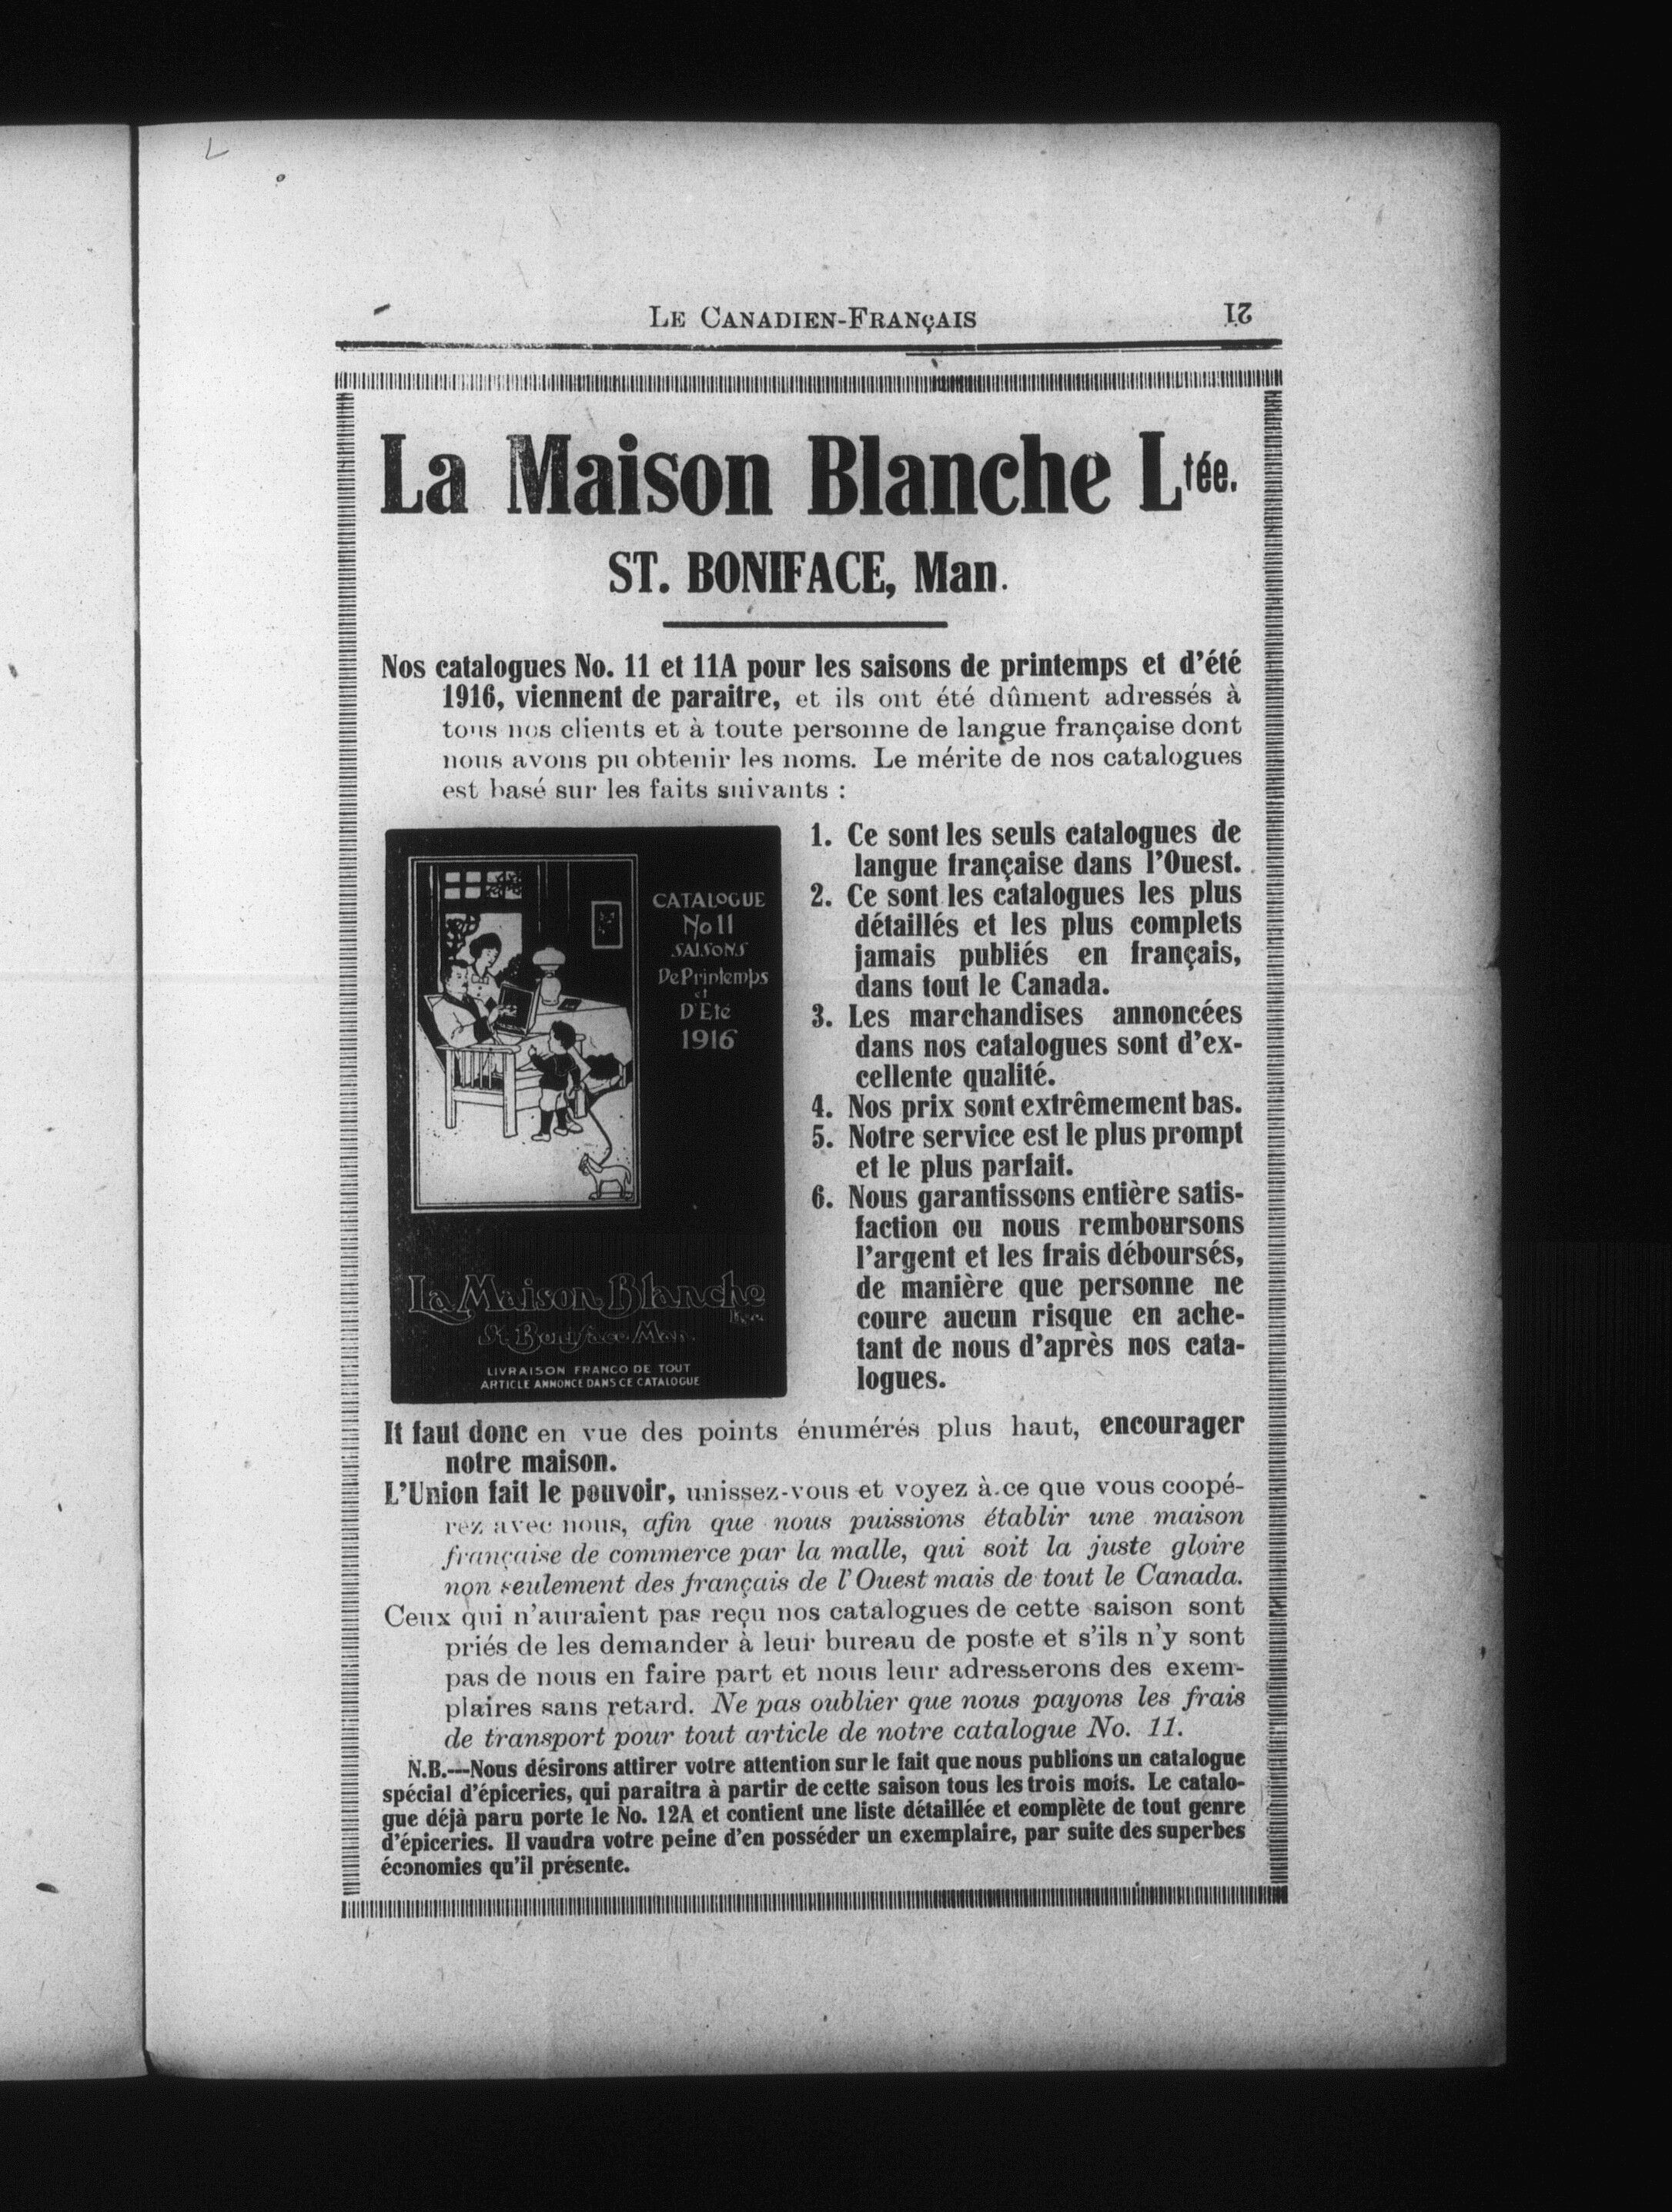 LE CANADIEN-FRANÇAIS 21
La Maison Blanche Ltée.
ST. BONIFACE, Man.
Nos catalogues No. 11 et 11A pour les saisons de printemps et d'été
1916, viennent de paraitre, et ils ont été dûment adressés à
tous nos clients et à toute personne de langue française dont
nous avons pu obtenir les noms. Le mérite de nos catalogues
est basé sur les faits suivants :
CATALOGUE
No 11
SAISONS
De Printemps
et
D'Eté
1916
La Maison Blanche
St. Boniface Man.
LIVRAISON FRANCO DE TOUT
ARTICLE ANNONCE DANS CE CATALOGUE
1. Ce sont les seuls catalogues de
langue française dans l'Ouest.
2. Ce sont les catalogues les plus
détaillés et les plus complets
jamais publiés en français,
dans tout le Canada.
3. Les marchandises annoncées
dans nos catalogues sont d'ex-
cellente qualité.
4. Nos prix sont extrêmement bas.
5. Notre service est le plus prompt
et le plus parfait.
6. Nous garantissons entière satis-
faction ou nous remboursons
l'argent et les frais déboursés,
de manière que personne ne
coure aucun risque en ache-
tant de nous d'après nos cata-
logues.
It faut donc en vue des points énumérés plus haut, encourager
notre maison.
L'Union fait le pouvoir, unissez-vous et voyez à ce que vous coopé-
rez avec nous, afin que nous puissions établir une maison
française de commerce par la malle, qui soit la juste gloire
non seulement des français de l'Ouest mais de tout le Canada.
Ceux qui n'auraient pas reçu nos catalogues de cette saison sont
priés de les demander à leur bureau de poste et s'ils n'y sont
pas de nous en faire part et nous leur adresserons des exem-
plaires sans retard. Ne pas oublier que nous payons les frais
de transport pour tout article de notre catalogue No. 11.
N.B.---Nous désirons attirer votre attention sur le fait que nous publions un catalogue
spécial d'épiceries, qui paraitra à partir de cette saison tous les trois mois. Le catalo-
gue déjà paru porte le No. 12A et contient une liste détaillée et eomplète de tout genre
d'épiceries. Il vaudra votre peine d'en posséder un exemplaire, par suite des superbes
économies qu'il présente.